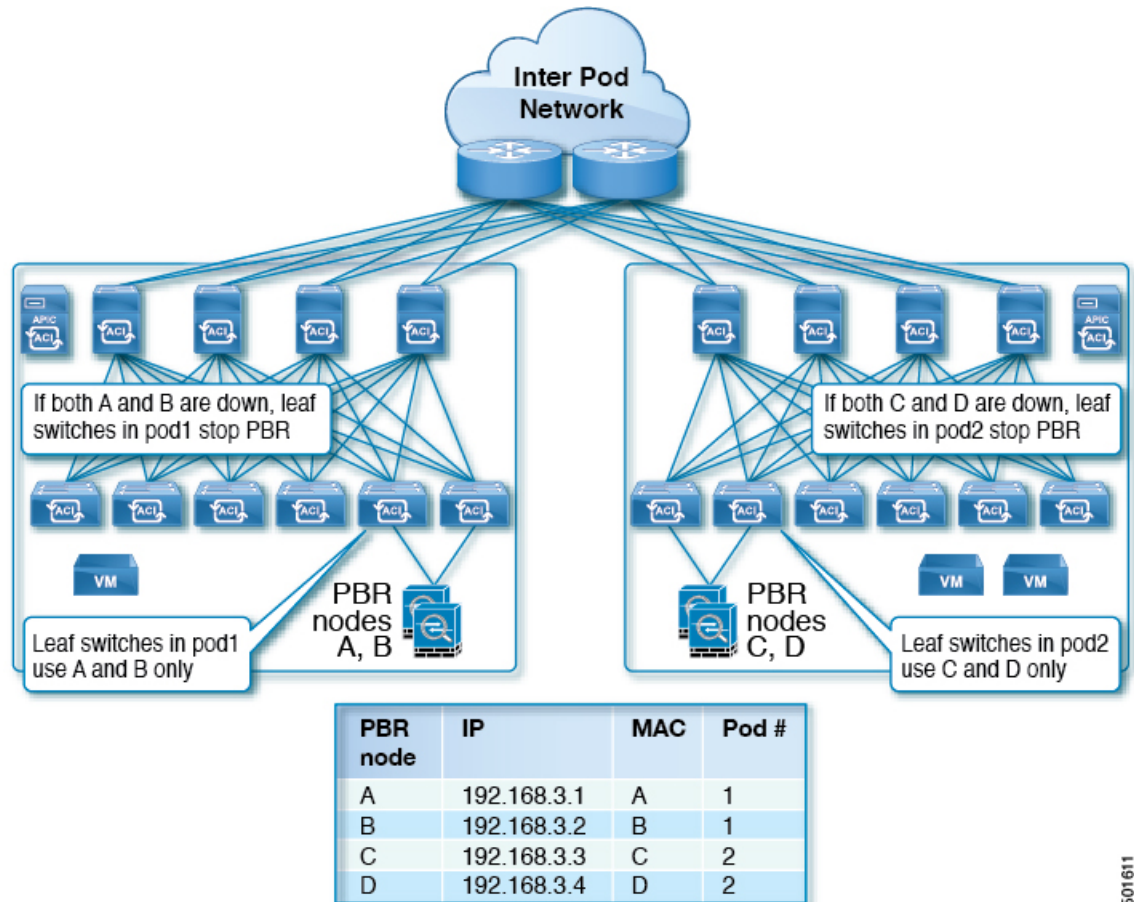 Inter Pod
Network
APIC
ACI
ACI
ACI
ACI
ACI
ACI
ACI
ACI
ACI
APIC
ACI
If both A and B are down, leaf
switches in pod1 stop PBR
If both C and D are down, leaf
switches in pod2 stop PBR
ACI
ACI
ACI
ACI
ACI
ACI
ACI
ACI
ACI
ACI
ACI
ACI
VM
VM
VM
PBR
nodes
A, B
PBR
nodes
C, D
Leaf switches in pod1
use A and B only
Leaf switches in pod2
use C and D only
PBR node IP MAC Pod #
A 192.168.3.1 A 1
B 192.168.3.2 B 1
C 192.168.3.3 C 2
D 192.168.3.4 D 2
501611